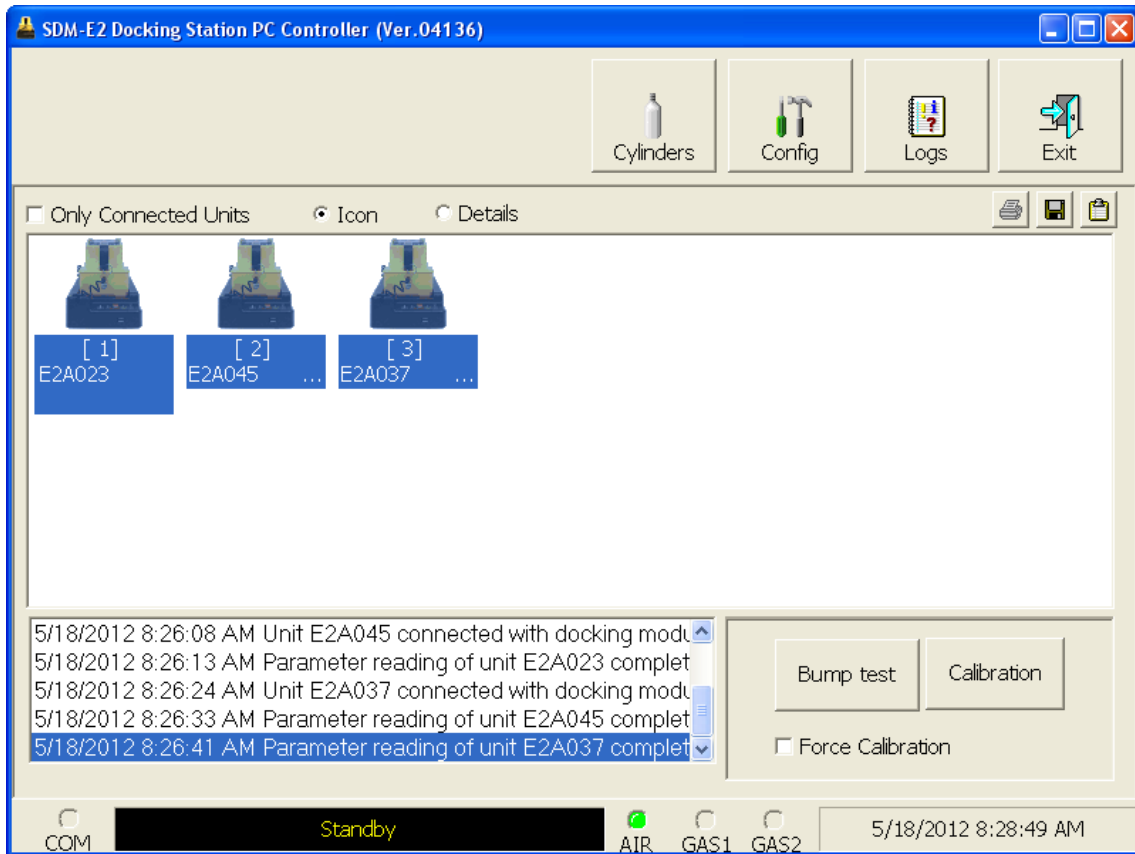 SDM-E2 Docking Station PC Controller (Ver.04136)
Cylinders Config Logs Exit
Only Connected Units Icon Details
[ 1] [ 2] [ 3]
E2A023 E2A045 ... E2A037 ...
5/18/2012 8:26:08 AM Unit E2A045 connected with docking modu
5/18/2012 8:26:13 AM Parameter reading of unit E2A023 complet
5/18/2012 8:26:24 AM Unit E2A037 connected with docking modu
5/18/2012 8:26:33 AM Parameter reading of unit E2A045 complet
5/18/2012 8:26:41 AM Parameter reading of unit E2A037 complet
Bump test Calibration
Force Calibration
COM Standby AIR GAS1 GAS2 5/18/2012 8:28:49 AM